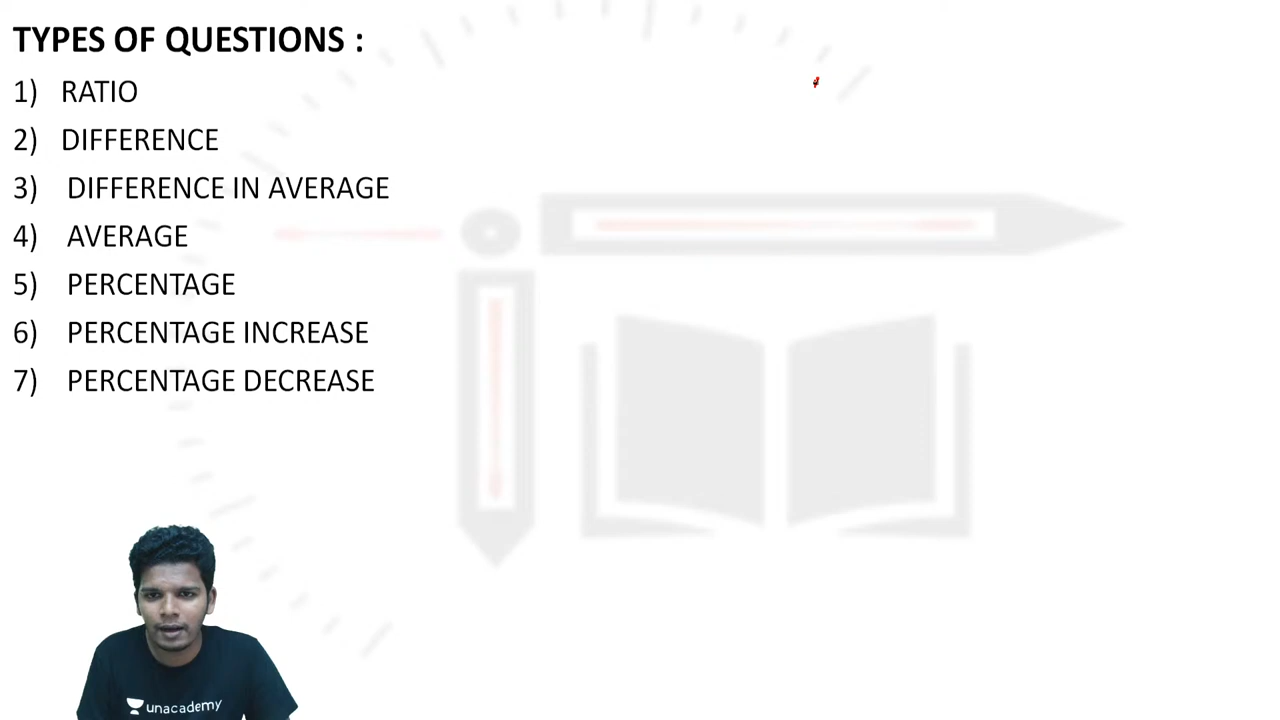 TYPES OF QUESTIONS :
1) RATIO
2) DIFFERENCE
3) DIFFERENCE IN AVERAGE
4) AVERAGE
5) PERCENTAGE
6) PERCENTAGE INCREASE
7) PERCENTAGE DECREASE
unacademy